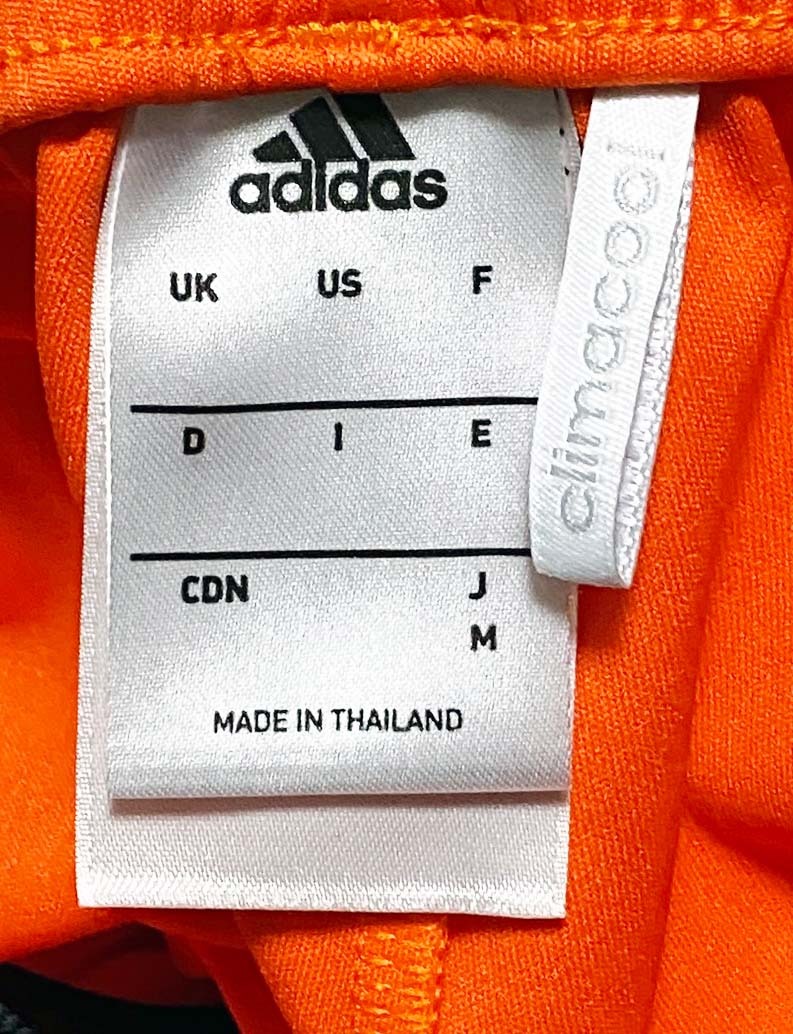 adidas
UK US F
D I E
CDN J
M
MADE IN THAILAND
climacool